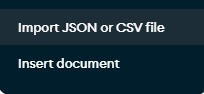 Import JSON or CSV file
Insert document